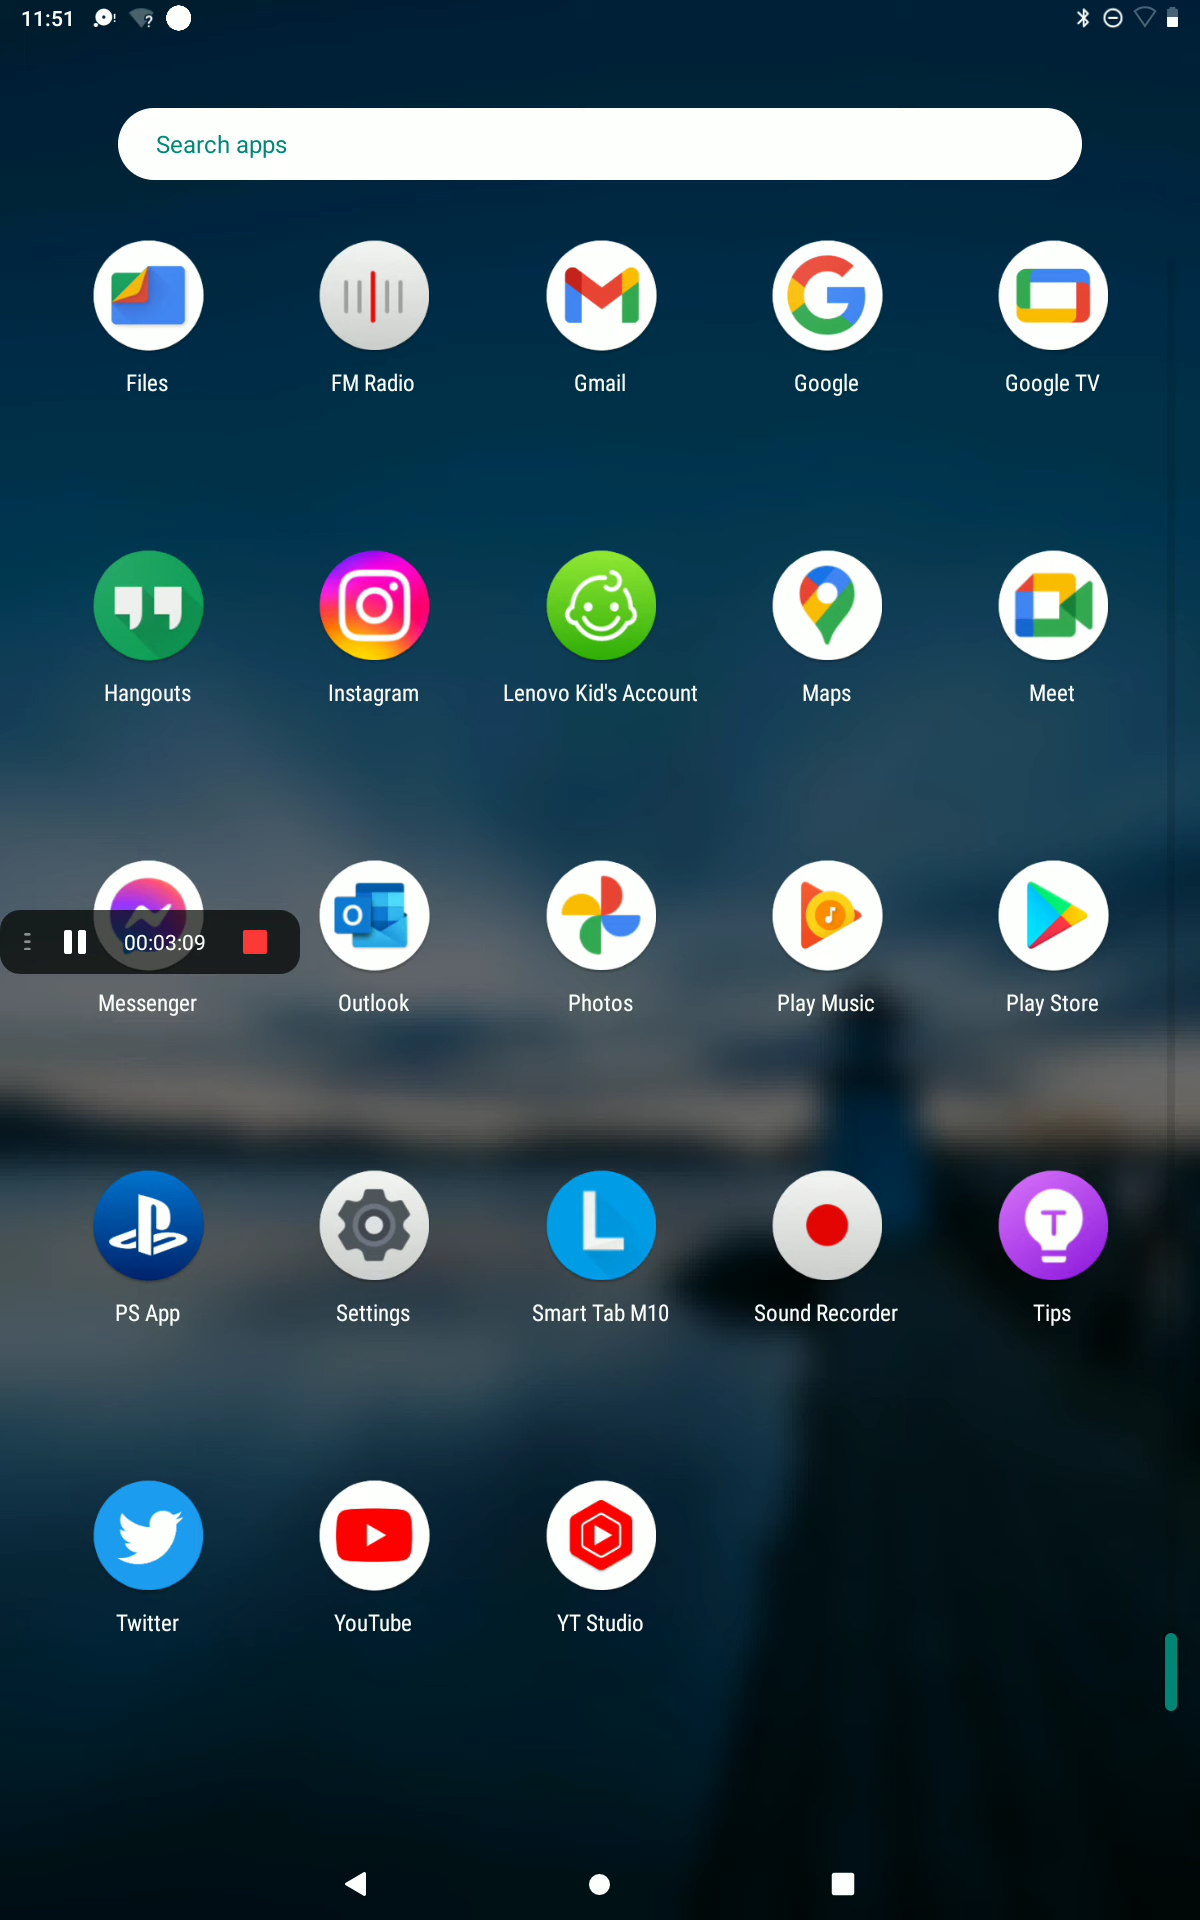 11:51
Search apps
Files
FM Radio
Gmail
Google
Google TV
Hangouts
Instagram
Lenovo Kid's Account
Maps
Meet
00:03:09
Messenger
Outlook
Photos
Play Music
Play Store
PS App
Settings
Smart Tab M10
Sound Recorder
Tips
Twitter
YouTube
YT Studio